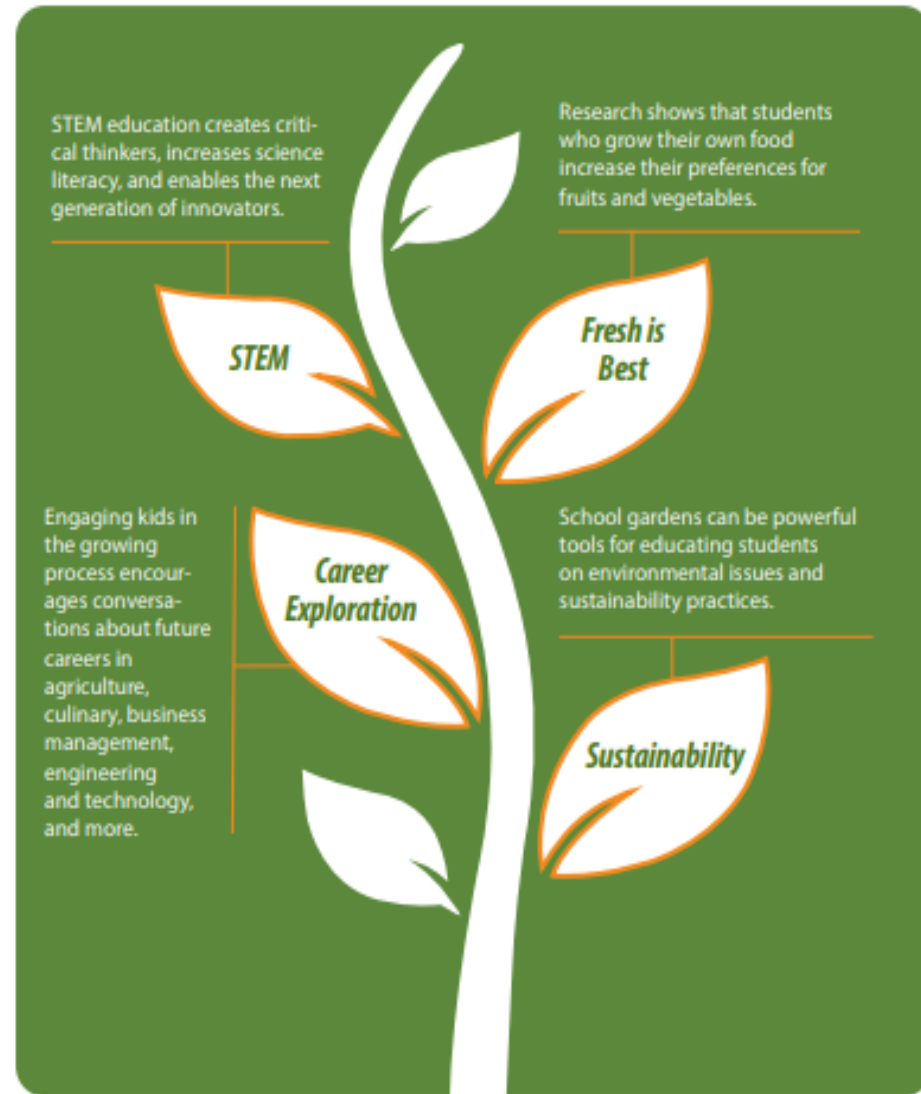 STEM education creates criti-
cal thinkers, increases science
literacy, and enables the next
generation of innovators.
STEM
Research shows that students
who grow their own food
increase their preferences for
fruits and vegetables.
Fresh is
Best
Engaging kids in
the growing
process encour-
ages conversa-
tions about future
careers in
agriculture,
culinary, business
management,
engineering
and technology,
and more.
Career
Exploration
School gardens can be powerful
tools for educating students
on environmental issues and
sustainability practices.
Sustainability